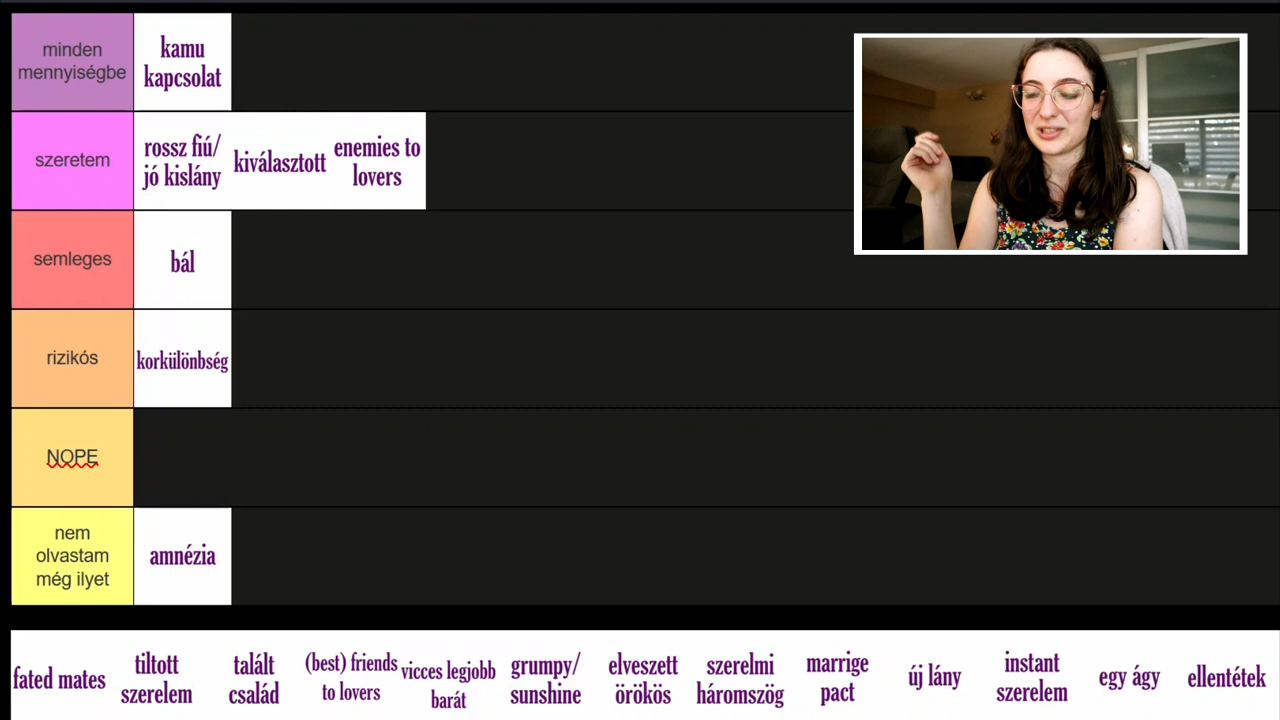 minden
mennyiségbe
kamu
kapcsolat
szeretem
rossz fiú/
jó kislány
kiválasztott
enemies to
lovers
semleges
bál
rizikós
korkülönbség
NOPE
nem
olvastam
még ilyet
amnézia
fated mates
tiltott
szerelem
talált
család
(best) friends
to lovers
vicces legjobb
barát
grumpy/
sunshine
elveszett
örökös
szerelmi
háromszög
marrige
pact
új lány
instant
szerelem
egy ágy
ellentétek